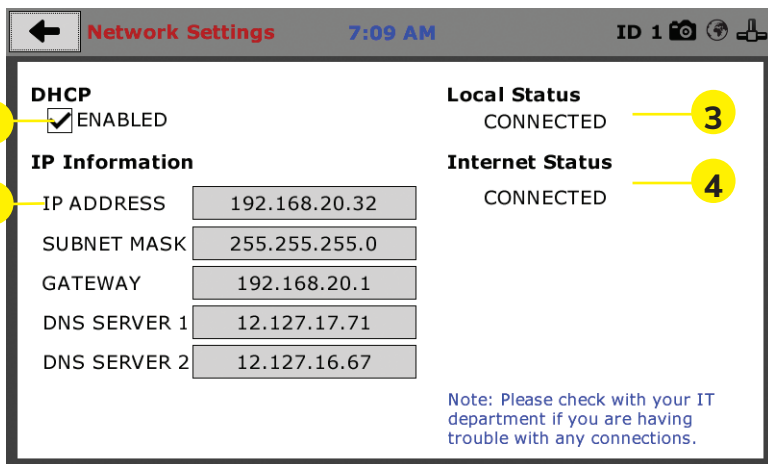 Network Settings 7:09 AM ID 1
DHCP
ENABLED
IP Information
IP ADDRESS 192.168.20.32
SUBNET MASK 255.255.255.0
GATEWAY 192.168.20.1
DNS SERVER 1 12.127.17.71
DNS SERVER 2 12.127.16.67
Local Status
CONNECTED 3
Internet Status
CONNECTED 4
Note: Please check with your IT
department if you are having
trouble with any connections.